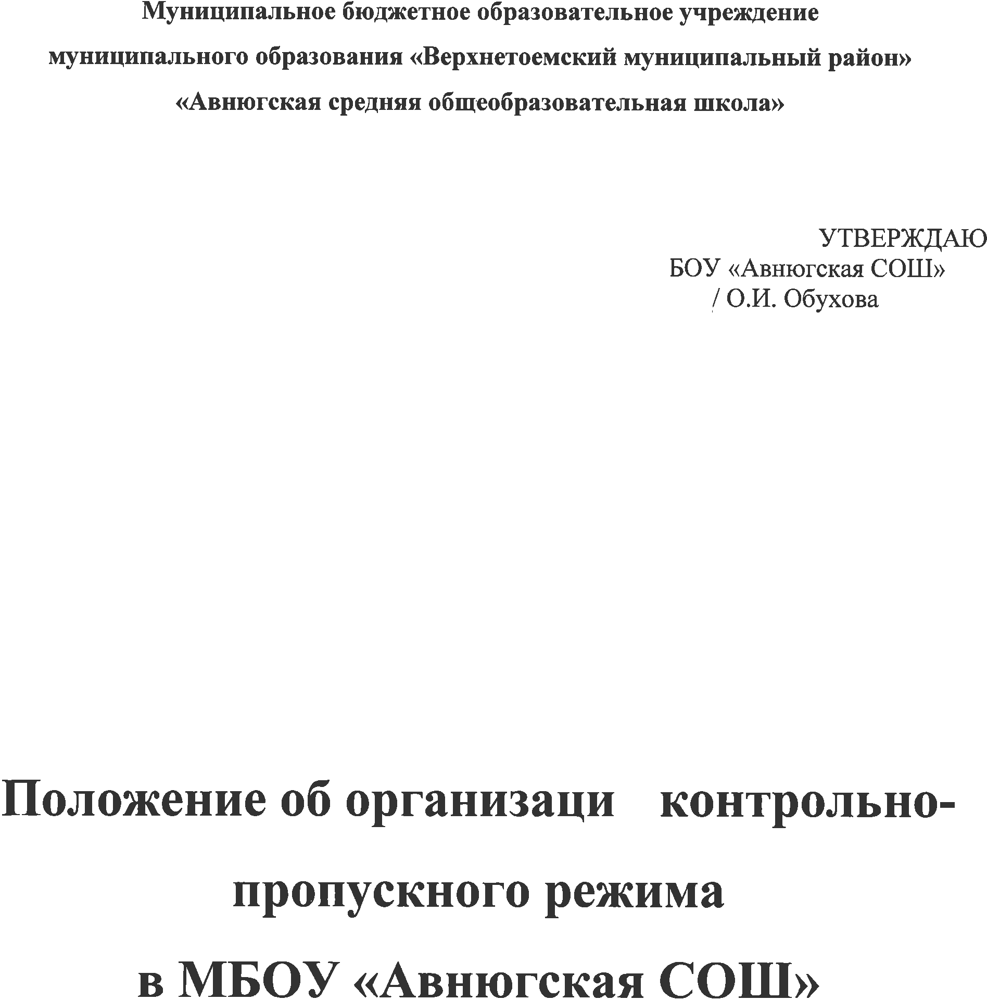 Муниципальное бюджетное образовательное учреждение
муниципального образования «Верхнетоемский муниципальный район»
«Авнюгская средняя общеобразовательная школа»
УТВЕРЖДАЮ
БОУ «Авнюгская СОШ»
/ О.И. Обухова
Положение об организаци контрольно-
пропускного режима
в МБОУ «Авнюгская СОШ»